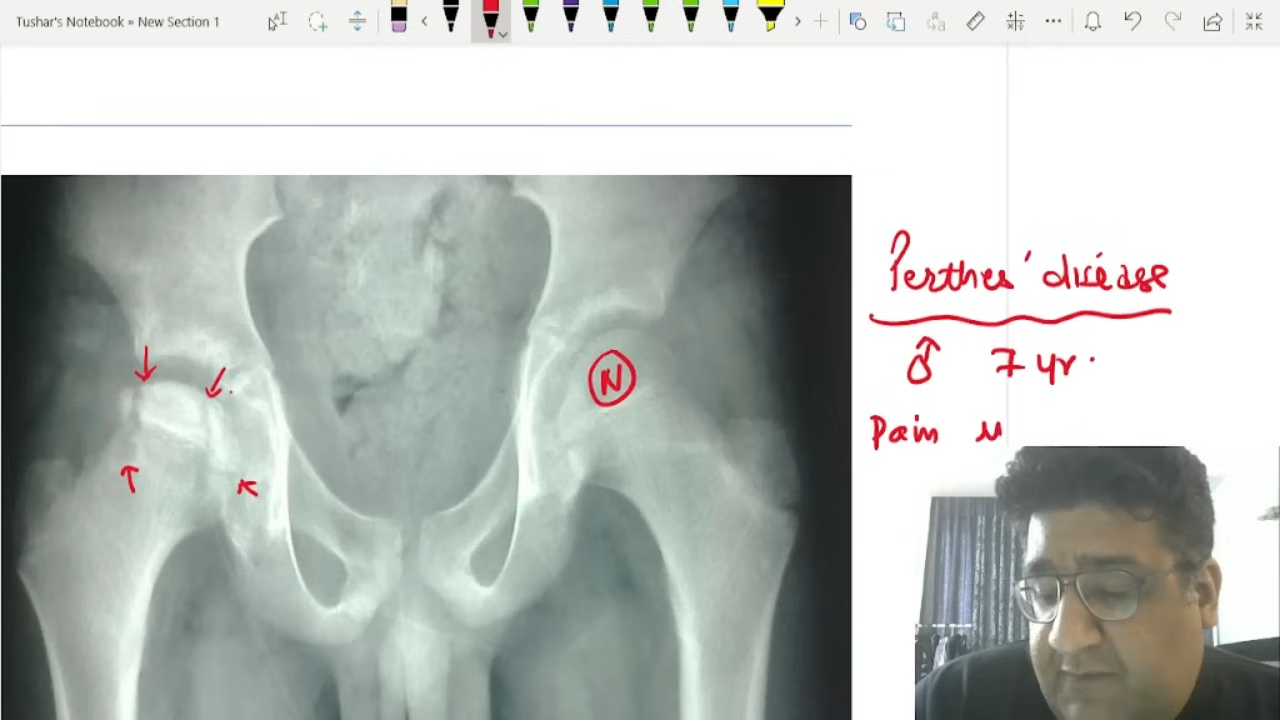 Tushar's Notebook » New Section 1
Perthes' disease
♂ 7 yr.
N
Pain